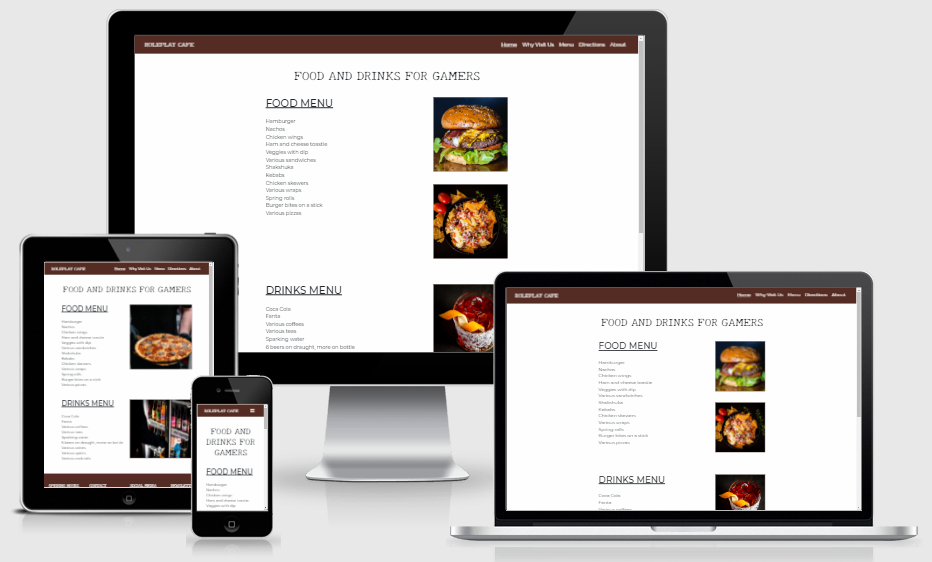 ROLEPLAY CAFE
Home Why Visit Us Menu Directions About
FOOD AND DRINKS FOR GAMERS
FOOD MENU
Hamburger
Nachos
Chicken wings
Ham and cheese toastie
Veggies with dip
Various sandwiches
Shakshuka
Kebabs
Chicken skewers
Various wraps
Spring rolls
Burger bites on a stick
Various pizzas
DRINKS MENU
Coca Cola
Fanta
Various coffees
Various teas
Sparking water
6 beers on draught, more on bottle
ROLEPLAY CAFE
Home Why Visit Us Menu Directions About
FOOD AND DRINKS FOR GAMERS
FOOD MENU
Hamburger
Nachos
Chicken wings
Ham and cheese toastie
Veggies with dip
Various sandwiches
Shakshuka
Kebabs
Chicken skewers
Various wraps
Spring rolls
Burger bites on a stick
Various pizzas
DRINKS MENU
Coca Cola
Fanta
Various coffees
Various teas
Sparking water
6 beers on draught, more on bottle
Various wines
Various cocktails
OPENING HOURS CONTACT SOCIAL MEDIA NEWSLETTER
ROLEPLAY CAFE
FOOD AND
DRINKS FOR
GAMERS
FOOD MENU
Hamburger
Nachos
Chicken wings
Ham and cheese toastie
Veggies with dip
Various sandwiches
ROLEPLAY CAFE
Home Why Visit Us Menu Directions About
FOOD AND DRINKS FOR GAMERS
FOOD MENU
Hamburger
Nachos
Chicken wings
Ham and cheese toastie
Veggies with dip
Various sandwiches
Shakshuka
Kebabs
Chicken skewers
Various wraps
Spring rolls
Burger bites on a stick
Various pizzas
DRINKS MENU
Coca Cola
Fanta
Various coffees